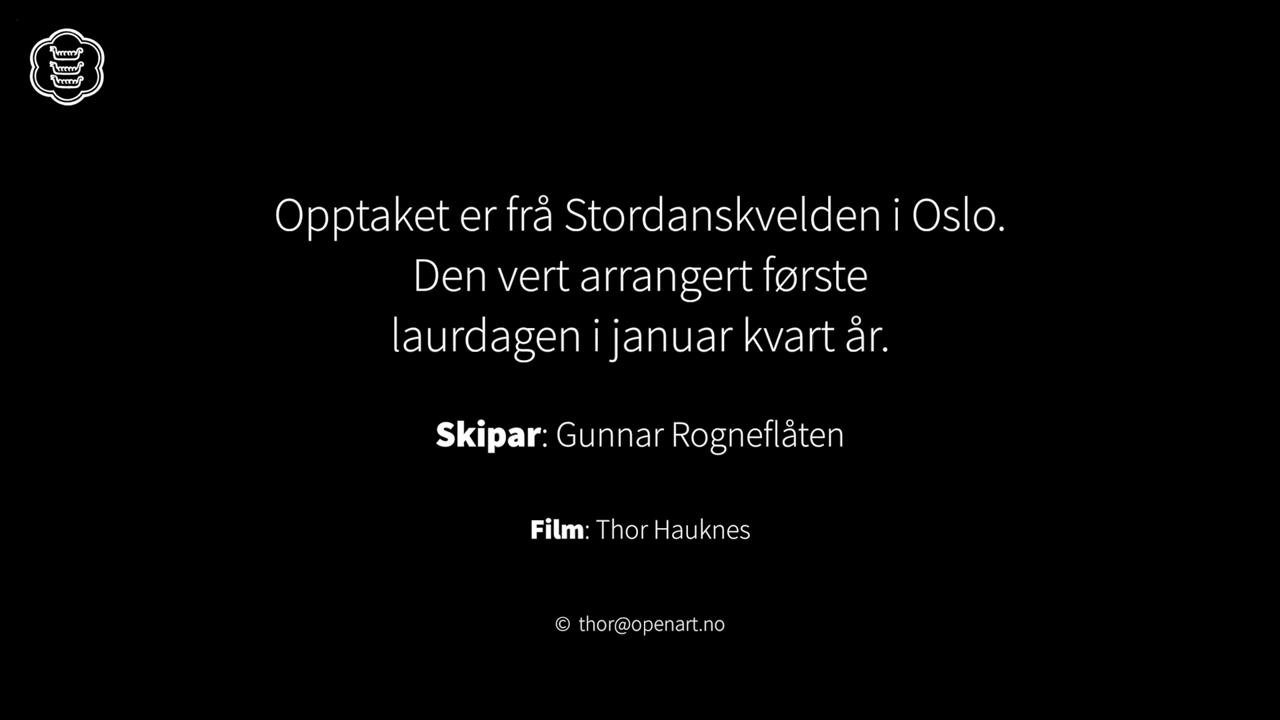 Opptaket er frå Stordanskvelden i Oslo.
Den vert arrangert første
laurdagen i januar kvart år.
Skipar: Gunnar Rogneflåten
Film: Thor Hauknes
© thor@openart.no